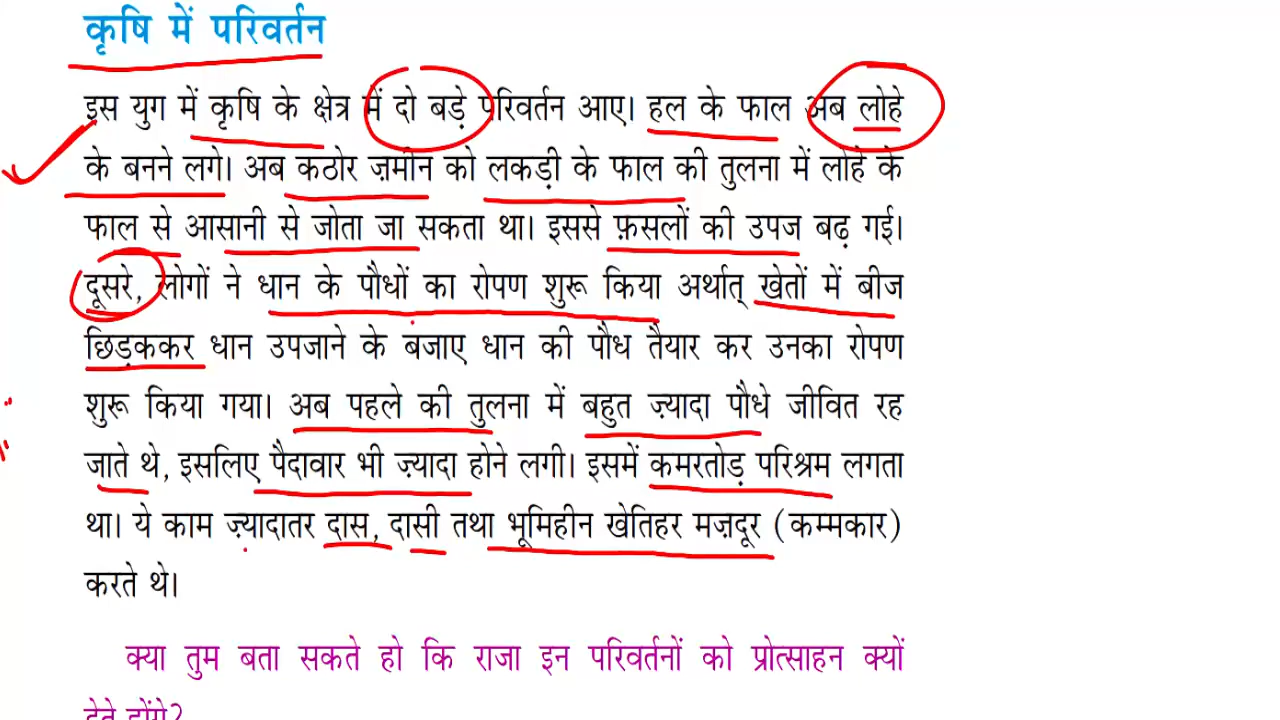 कृषि में परिवर्तन
इस युग में कृषि के क्षेत्र में दो बड़े परिवर्तन आए। हल के फाल अब लोहे
के बनने लगे। अब कठोर ज़मीन को लकड़ी के फाल की तुलना में लोहे के
फाल से आसानी से जोता जा सकता था। इससे फ़सलों की उपज बढ़ गई।
दूसरे, लोगों ने धान के पौधों का रोपण शुरू किया अर्थात् खेतों में बीज
छिड़ककर धान उपजाने के बजाए धान की पौध तैयार कर उनका रोपण
शुरू किया गया। अब पहले की तुलना में बहुत ज़्यादा पौधे जीवित रह
जाते थे, इसलिए पैदावार भी ज़्यादा होने लगी। इसमें कमरतोड़ परिश्रम लगता
था। ये काम ज़्यादातर दास, दासी तथा भूमिहीन खेतिहर मज़दूर (कम्मकार)
करते थे।
क्या तुम बता सकते हो कि राजा इन परिवर्तनों को प्रोत्साहन क्यों
देते होंगे?